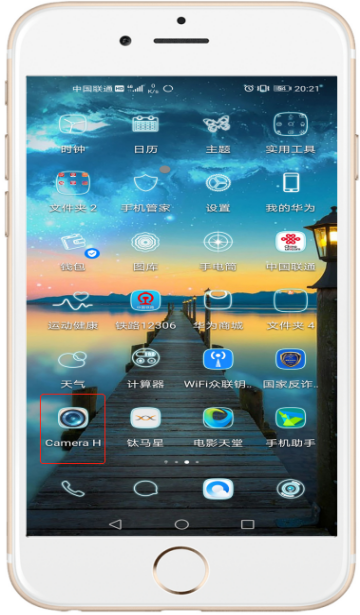 中国联通 HD 4G 0 K/s 20:21
时钟 日历 主题 实用工具
文件夹 2 手机管家 设置 我的华为
钱包 图库 手电筒 中国联通
运动健康 铁路12306 华为商城 文件夹 4
天气 计算器 WiFi众联钥.. 国家反诈..
Camera H 钛马星 电影天堂 手机助手